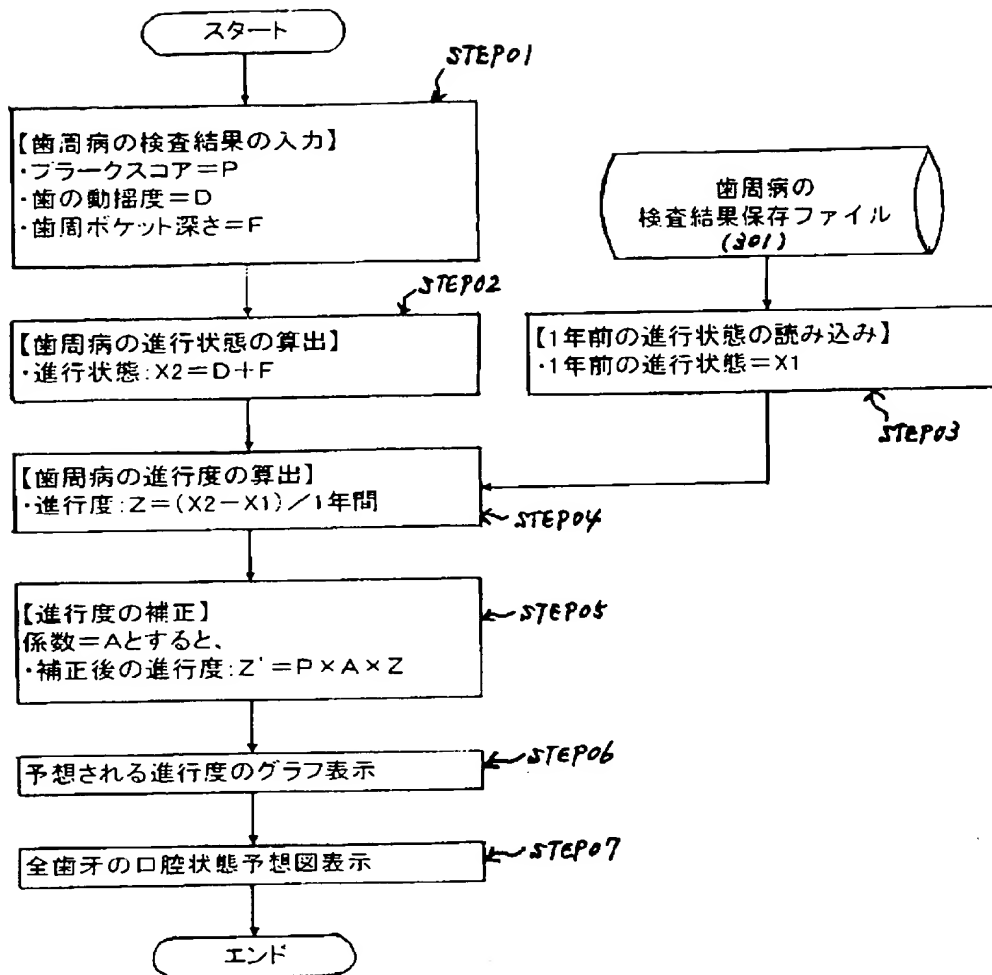 スタート
STEP01
【歯周病の検査結果の入力】
・プラークスコア＝P
・歯の動揺度＝D
・歯周ポケット深さ＝F
歯周病の
検査結果保存ファイル
(301)
STEP02
【歯周病の進行状態の算出】
・進行状態:X2＝D＋F
【1年前の進行状態の読み込み】
・1年前の進行状態＝X1
STEP03
【歯周病の進行度の算出】
・進行度:Z＝(X2－X1)／1年間
STEP04
【進行度の補正】
係数＝Aとすると、
・補正後の進行度:Z'＝P×A×Z
STEP05
予想される進行度のグラフ表示
STEP06
全歯牙の口腔状態予想図表示
STEP07
エンド